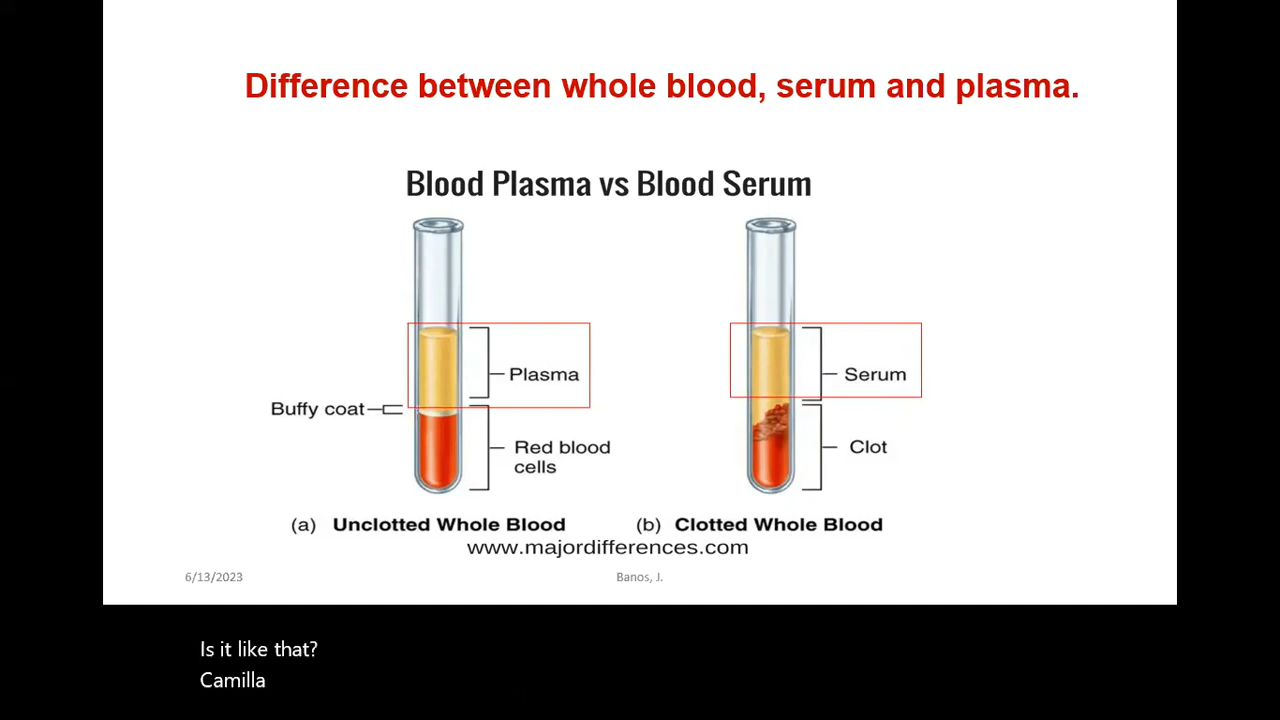 Difference between whole blood, serum and plasma.
Blood Plasma vs Blood Serum
Plasma
Buffy coat
Red blood
cells
(a) Unclotted Whole Blood
Serum
Clot
(b) Clotted Whole Blood
www.majordifferences.com
6/13/2023
Banos, J.
Is it like that?
Camilla